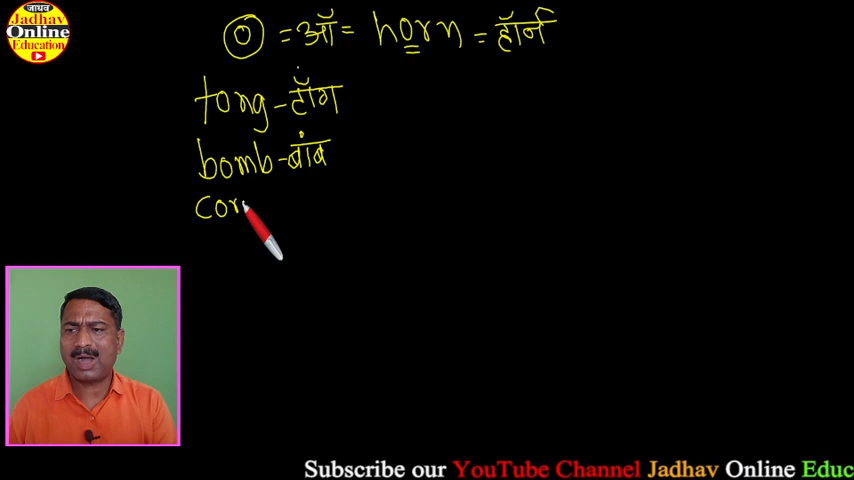 जाधव
Jadhav
Online
Education
o = ऑ = horn = हॉर्न
tong - टॉंग
bomb - बॉंब
cor
Subscribe our YouTube Channel Jadhav Online Educ